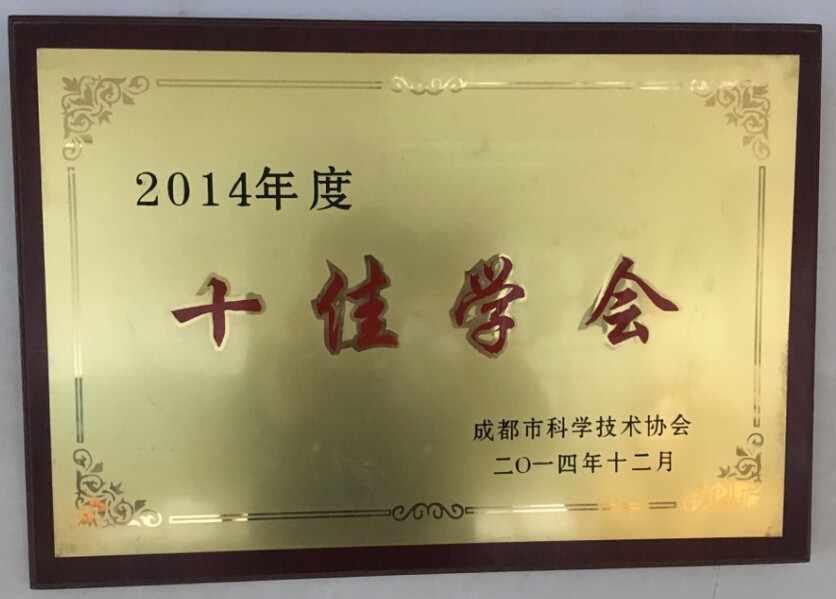 2014年度
十佳学会
成都市科学技术协会
二〇一四年十二月